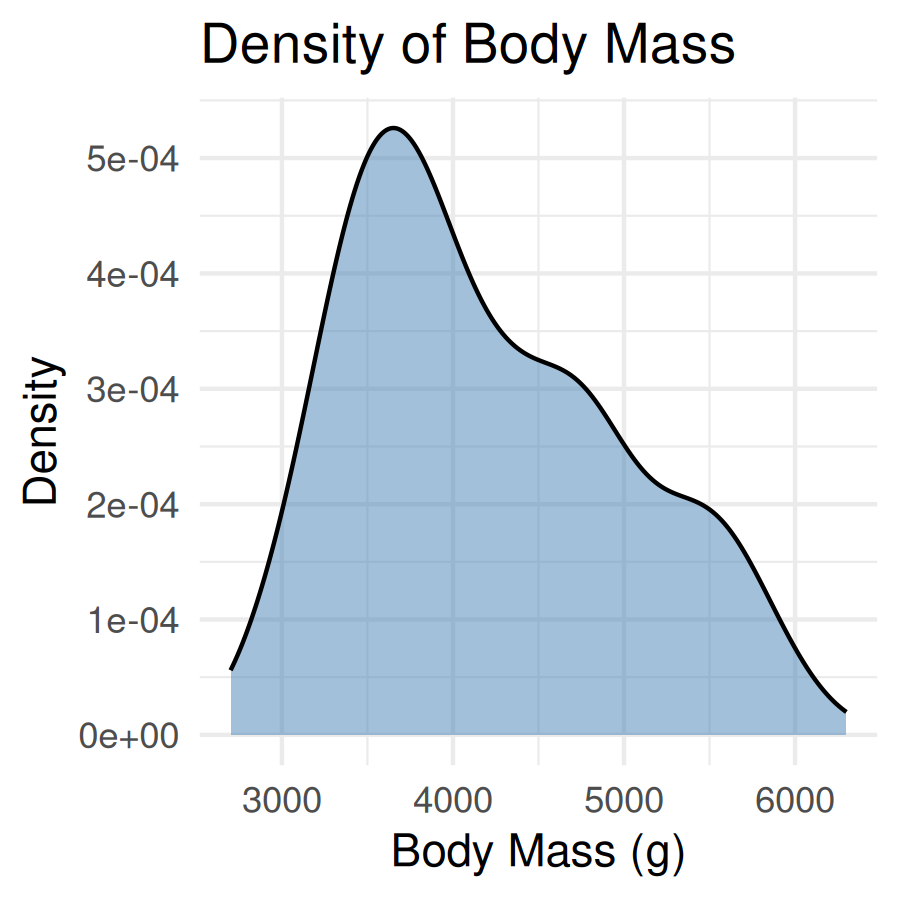 Density of Body Mass
Density
5e-04
4e-04
3e-04
2e-04
1e-04
0e+00
3000 4000 5000 6000
Body Mass (g)